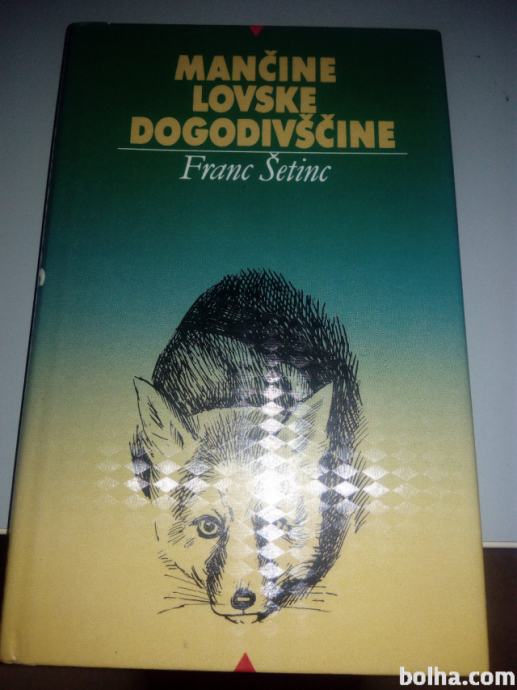 MANČINE
LOVSKE
DOGODIVŠČINE
Franc Šetinc
bolha.com